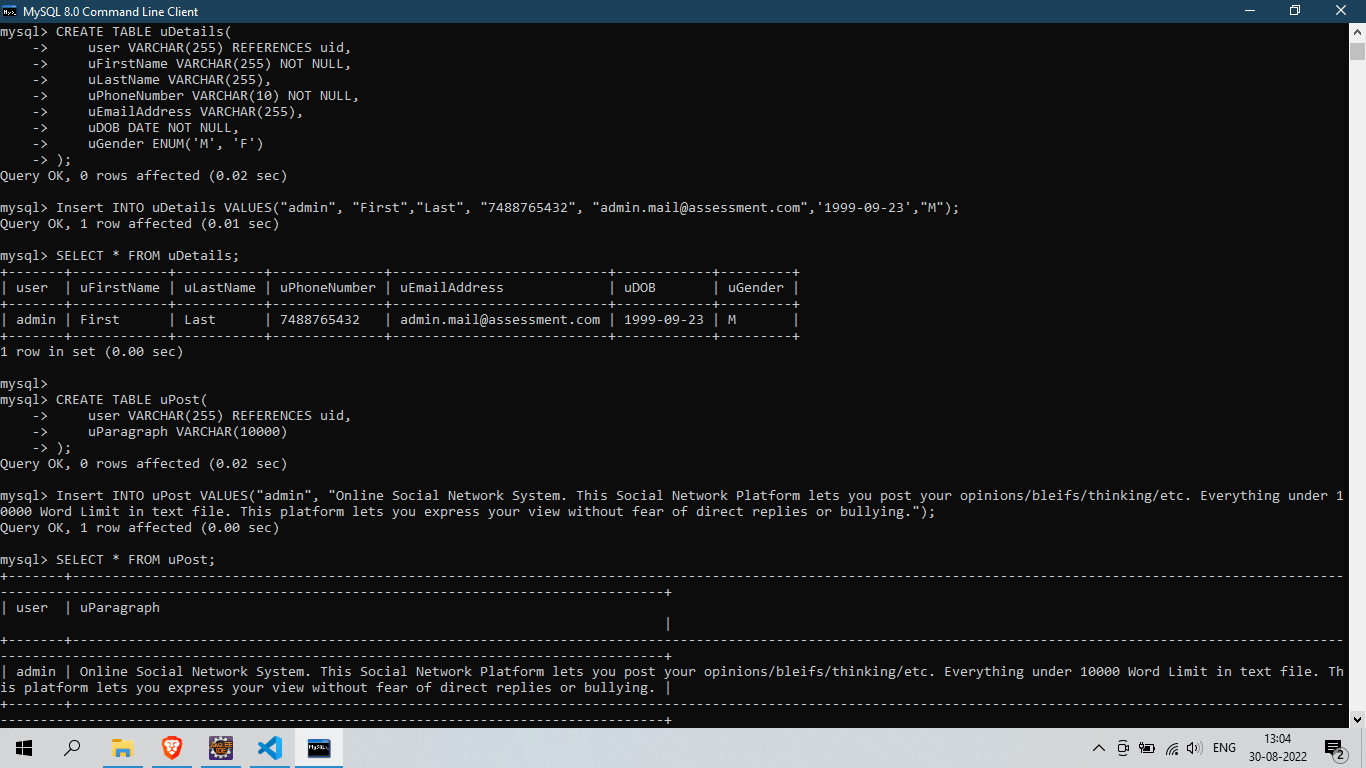 MySQL 8.0 Command Line Client
mysql> CREATE TABLE uDetails(
    ->     user VARCHAR(255) REFERENCES uid,
    ->     uFirstName VARCHAR(255) NOT NULL,
    ->     uLastName VARCHAR(255),
    ->     uPhoneNumber VARCHAR(10) NOT NULL,
    ->     uEmailAddress VARCHAR(255),
    ->     uDOB DATE NOT NULL,
    ->     uGender ENUM('M', 'F')
    -> );
Query OK, 0 rows affected (0.02 sec)
mysql> Insert INTO uDetails VALUES("admin", "First","Last", "7488765432", "admin.mail@assessment.com",'1999-09-23',"M");
Query OK, 1 row affected (0.01 sec)
mysql> SELECT * FROM uDetails;
| user  | uFirstName | uLastName | uPhoneNumber | uEmailAddress             | uDOB       | uGender |
| admin | First      | Last      | 7488765432   | admin.mail@assessment.com | 1999-09-23 | M       |
1 row in set (0.00 sec)
mysql>
mysql> CREATE TABLE uPost(
    ->     user VARCHAR(255) REFERENCES uid,
    ->     uParagraph VARCHAR(10000)
    -> );
Query OK, 0 rows affected (0.02 sec)
mysql> Insert INTO uPost VALUES("admin", "Online Social Network System. This Social Network Platform lets you post your opinions/bleifs/thinking/etc. Everything under 1
0000 Word Limit in text file. This platform lets you express your view without fear of direct replies or bullying.");
Query OK, 1 row affected (0.00 sec)
mysql> SELECT * FROM uPost;
| user  | uParagraph
|
| admin | Online Social Network System. This Social Network Platform lets you post your opinions/bleifs/thinking/etc. Everything under 10000 Word Limit in text file. Th
is platform lets you express your view without fear of direct replies or bullying. |
JAVA EE
IDE
MySQL
ENG
13:04
30-08-2022
2